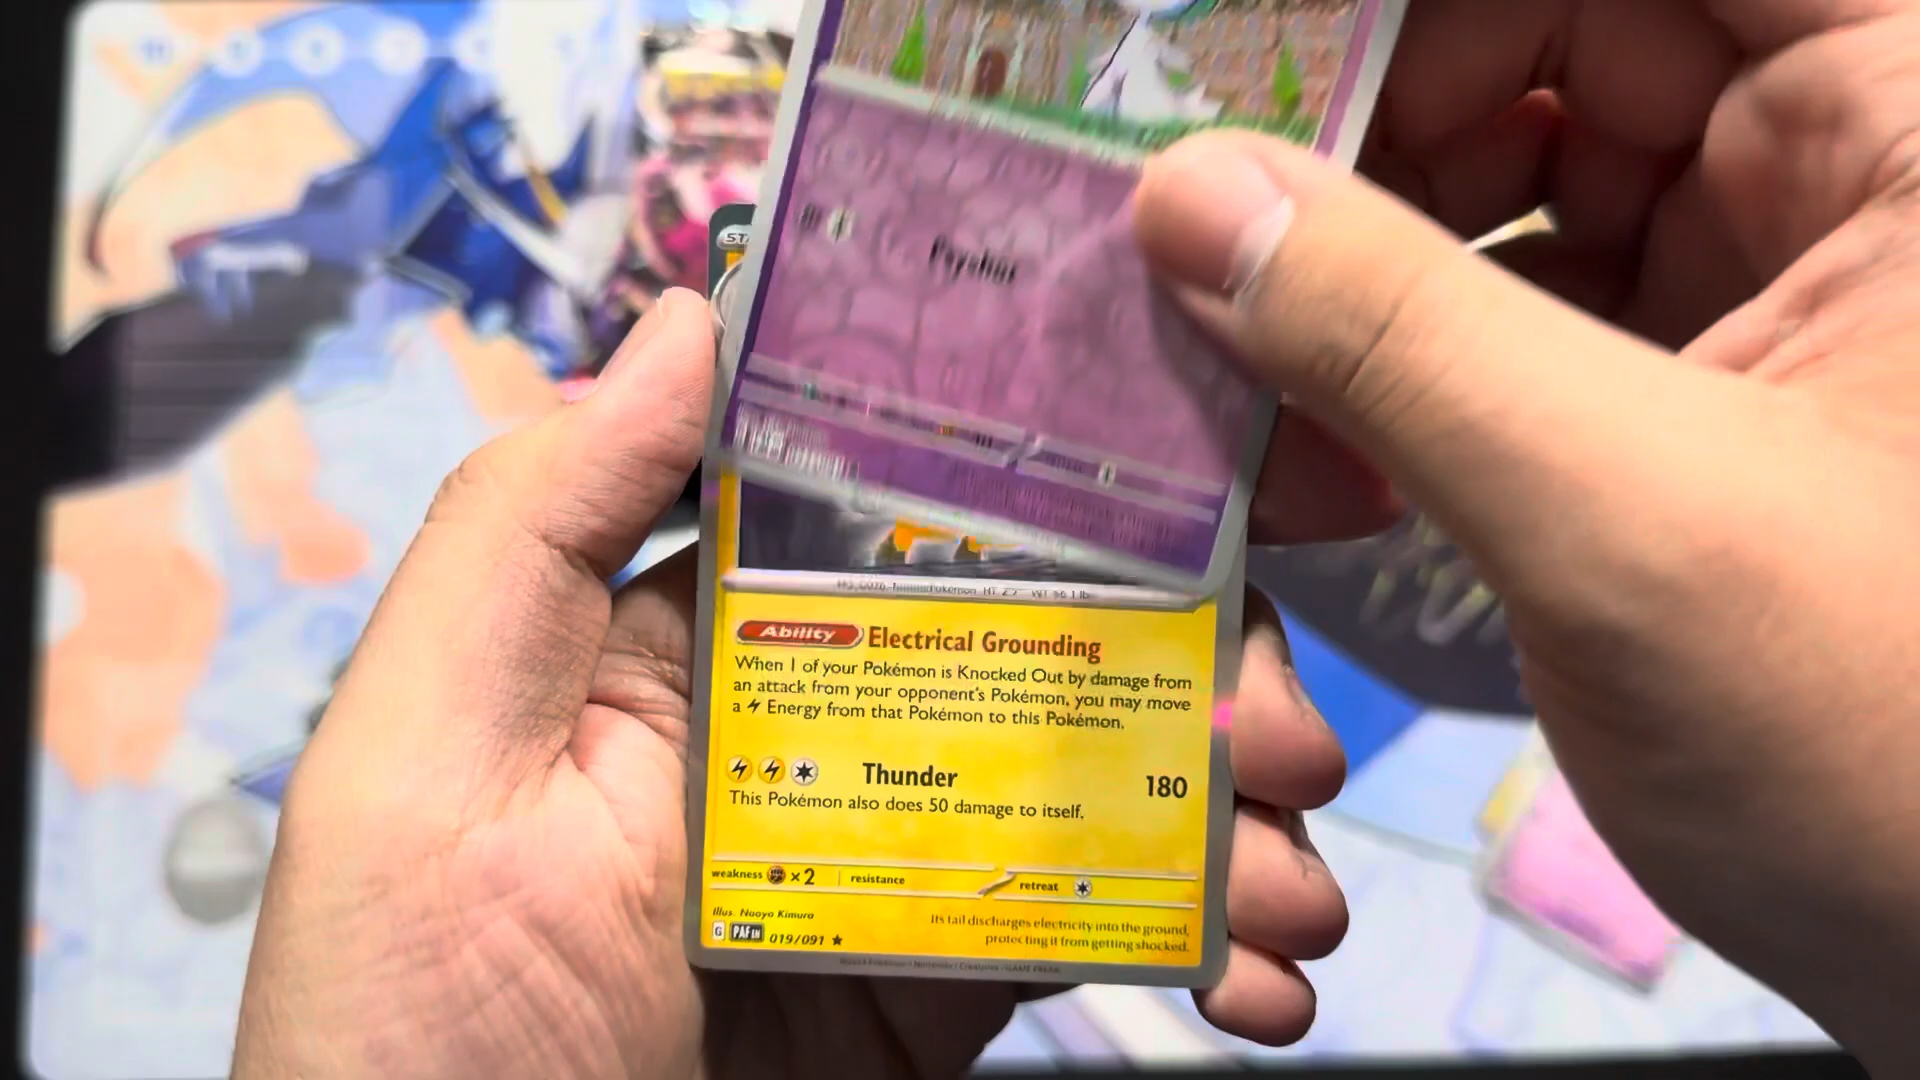 Psyshot
Ability Electrical Grounding
When 1 of your Pokémon is Knocked Out by damage from
an attack from your opponent's Pokémon, you may move
a Energy from that Pokémon to this Pokémon.
Thunder 180
This Pokémon also does 50 damage to itself.
weakness ×2 resistance retreat
Illus. Naoyo Kimura
G PAF EN 019/091 ★
Its tail discharges electricity into the ground,
protecting it from getting shocked.